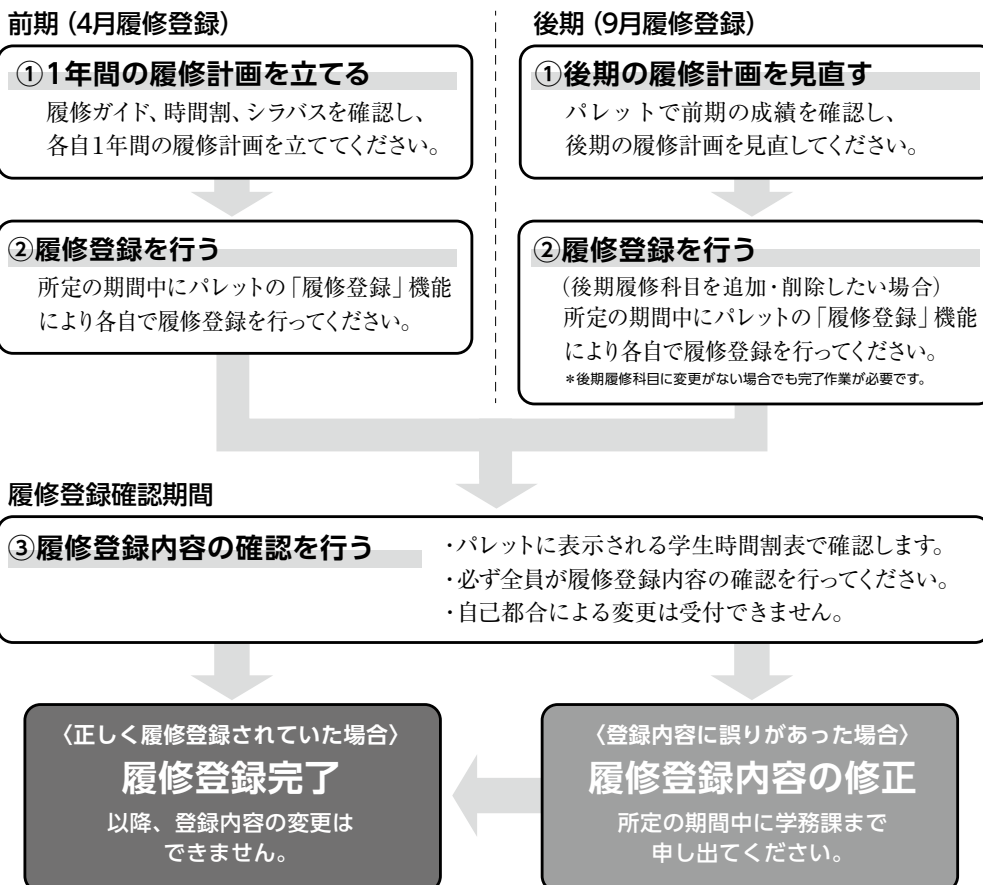 前期（4月履修登録）
①1年間の履修計画を立てる
履修ガイド、時間割、シラバスを確認し、
各自1年間の履修計画を立ててください。
②履修登録を行う
所定の期間中にパレットの「履修登録」機能
により各自で履修登録を行ってください。
後期（9月履修登録）
①後期の履修計画を見直す
パレットで前期の成績を確認し、
後期の履修計画を見直してください。
②履修登録を行う
（後期履修科目を追加・削除したい場合）
所定の期間中にパレットの「履修登録」機能
により各自で履修登録を行ってください。
＊後期履修科目に変更がない場合でも完了作業が必要です。
履修登録確認期間
③履修登録内容の確認を行う
・パレットに表示される学生時間割表で確認します。
・必ず全員が履修登録内容の確認を行ってください。
・自己都合による変更は受付できません。
〈正しく履修登録されていた場合〉
履修登録完了
以降、登録内容の変更は
できません。
〈登録内容に誤りがあった場合〉
履修登録内容の修正
所定の期間中に学務課まで
申し出てください。